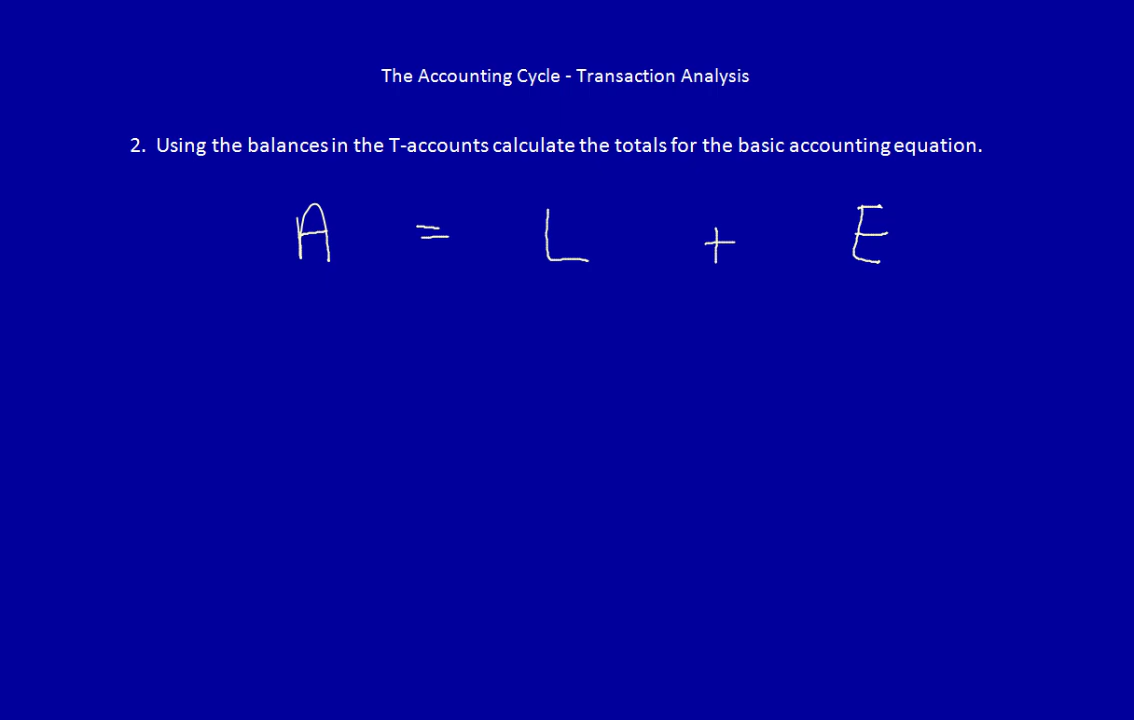 The Accounting Cycle - Transaction Analysis
2. Using the balances in the T-accounts calculate the totals for the basic accounting equation.
A = L + E